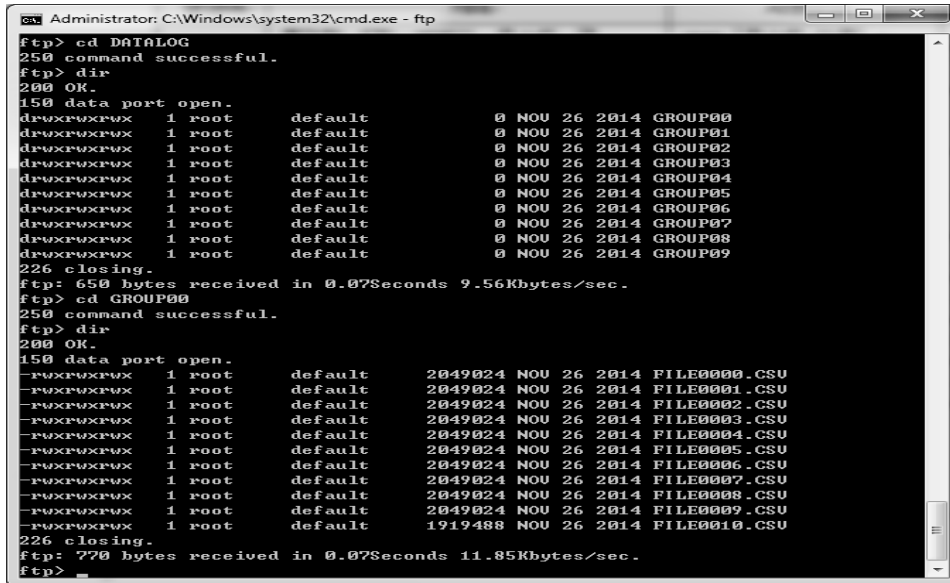 Administrator: C:\Windows\system32\cmd.exe - ftp
ftp> cd DATALOG
250 command successful.
ftp> dir
200 OK.
150 data port open.
drwxrwxrwx 1 root default 0 NOV 26 2014 GROUP00
drwxrwxrwx 1 root default 0 NOV 26 2014 GROUP01
drwxrwxrwx 1 root default 0 NOV 26 2014 GROUP02
drwxrwxrwx 1 root default 0 NOV 26 2014 GROUP03
drwxrwxrwx 1 root default 0 NOV 26 2014 GROUP04
drwxrwxrwx 1 root default 0 NOV 26 2014 GROUP05
drwxrwxrwx 1 root default 0 NOV 26 2014 GROUP06
drwxrwxrwx 1 root default 0 NOV 26 2014 GROUP07
drwxrwxrwx 1 root default 0 NOV 26 2014 GROUP08
drwxrwxrwx 1 root default 0 NOV 26 2014 GROUP09
226 closing.
ftp: 650 bytes received in 0.07Seconds 9.56Kbytes/sec.
ftp> cd GROUP00
250 command successful.
ftp> dir
200 OK.
150 data port open.
-rwxrwxrwx 1 root default 2049024 NOV 26 2014 FILE0000.CSV
-rwxrwxrwx 1 root default 2049024 NOV 26 2014 FILE0001.CSV
-rwxrwxrwx 1 root default 2049024 NOV 26 2014 FILE0002.CSV
-rwxrwxrwx 1 root default 2049024 NOV 26 2014 FILE0003.CSV
-rwxrwxrwx 1 root default 2049024 NOV 26 2014 FILE0004.CSV
-rwxrwxrwx 1 root default 2049024 NOV 26 2014 FILE0005.CSV
-rwxrwxrwx 1 root default 2049024 NOV 26 2014 FILE0006.CSV
-rwxrwxrwx 1 root default 2049024 NOV 26 2014 FILE0007.CSV
-rwxrwxrwx 1 root default 2049024 NOV 26 2014 FILE0008.CSV
-rwxrwxrwx 1 root default 2049024 NOV 26 2014 FILE0009.CSV
-rwxrwxrwx 1 root default 1919488 NOV 26 2014 FILE0010.CSV
226 closing.
ftp: 770 bytes received in 0.07Seconds 11.85Kbytes/sec.
ftp> _